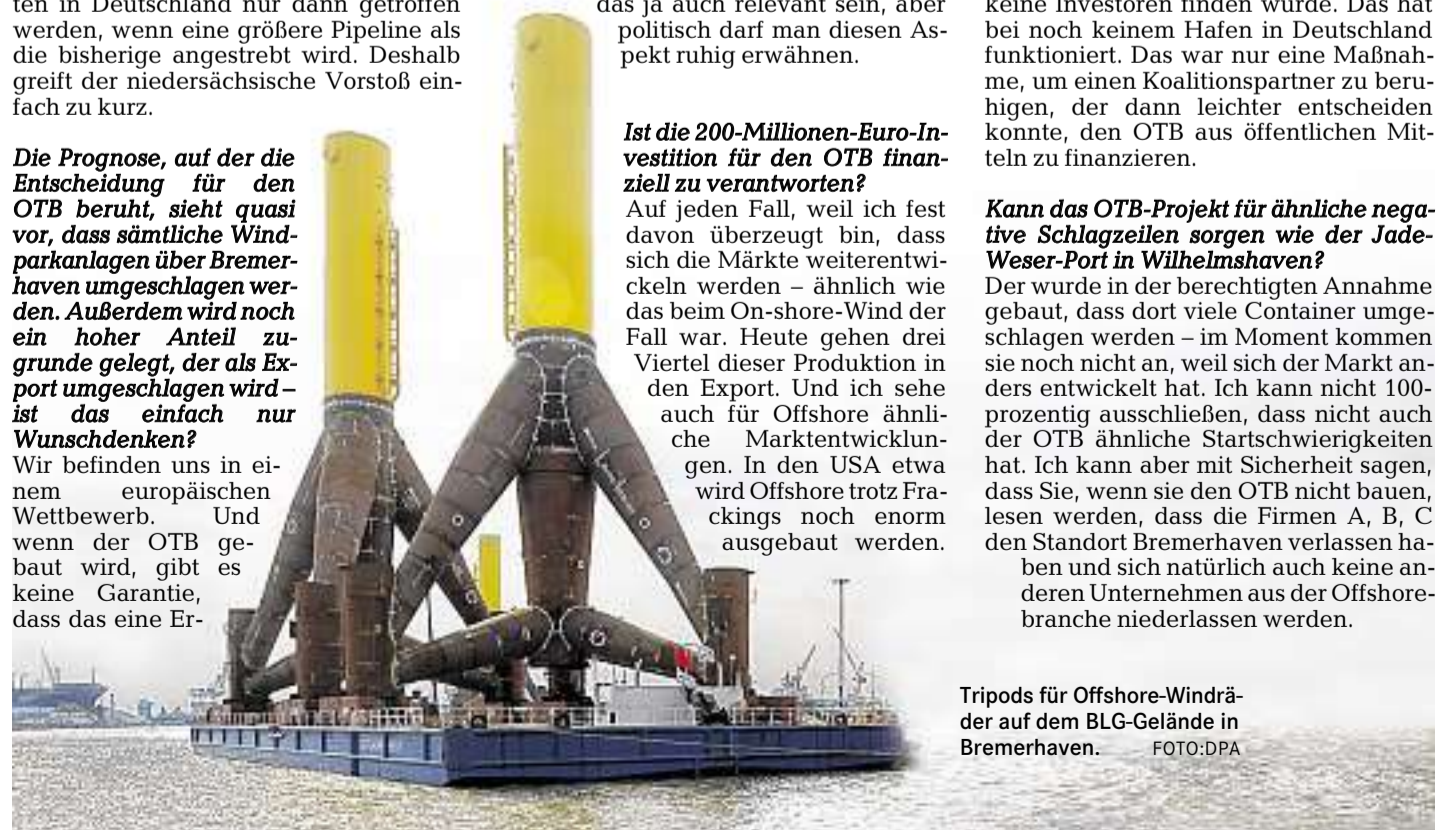 ten in Deutschland nur dann getroffen
werden, wenn eine größere Pipeline als
die bisherige angestrebt wird. Deshalb
greift der niedersächsische Vorstoß ein-
fach zu kurz.
Die Prognose, auf der die
Entscheidung für den
OTB beruht, sieht quasi
vor, dass sämtliche Wind-
parkanlagen über Bremer-
haven umgeschlagen wer-
den. Außerdem wird noch
ein hoher Anteil zu-
grunde gelegt, der als Ex-
port umgeschlagen wird –
ist das einfach nur
Wunschdenken?
Wir befinden uns in ei-
nem europäischen
Wettbewerb. Und
wenn der OTB ge-
baut wird, gibt es
keine Garantie,
dass das eine Er-
das ja auch relevant sein, aber
politisch darf man diesen As-
pekt ruhig erwähnen.
Ist die 200-Millionen-Euro-In-
vestition für den OTB finan-
ziell zu verantworten?
Auf jeden Fall, weil ich fest
davon überzeugt bin, dass
sich die Märkte weiterentwi-
ckeln werden – ähnlich wie
das beim On-shore-Wind der
Fall war. Heute gehen drei
Viertel dieser Produktion in
den Export. Und ich sehe
auch für Offshore ähnli-
che Marktentwicklun-
gen. In den USA etwa
wird Offshore trotz Fra-
ckings noch enorm
ausgebaut werden.
keine Investoren finden würde. Das hat
bei noch keinem Hafen in Deutschland
funktioniert. Das war nur eine Maßnah-
me, um einen Koalitionspartner zu beru-
higen, der dann leichter entscheiden
konnte, den OTB aus öffentlichen Mit-
teln zu finanzieren.
Kann das OTB-Projekt für ähnliche nega-
tive Schlagzeilen sorgen wie der Jade-
Weser-Port in Wilhelmshaven?
Der wurde in der berechtigten Annahme
gebaut, dass dort viele Container umge-
schlagen werden – im Moment kommen
sie noch nicht an, weil sich der Markt an-
ders entwickelt hat. Ich kann nicht 100-
prozentig ausschließen, dass nicht auch
der OTB ähnliche Startschwierigkeiten
hat. Ich kann aber mit Sicherheit sagen,
dass Sie, wenn sie den OTB nicht bauen,
lesen werden, dass die Firmen A, B, C
den Standort Bremerhaven verlassen ha-
ben und sich natürlich auch keine an-
deren Unternehmen aus der Offshore-
branche niederlassen werden.
Tripods für Offshore-Windrä-
der auf dem BLG-Gelände in
Bremerhaven. FOTO:DPA